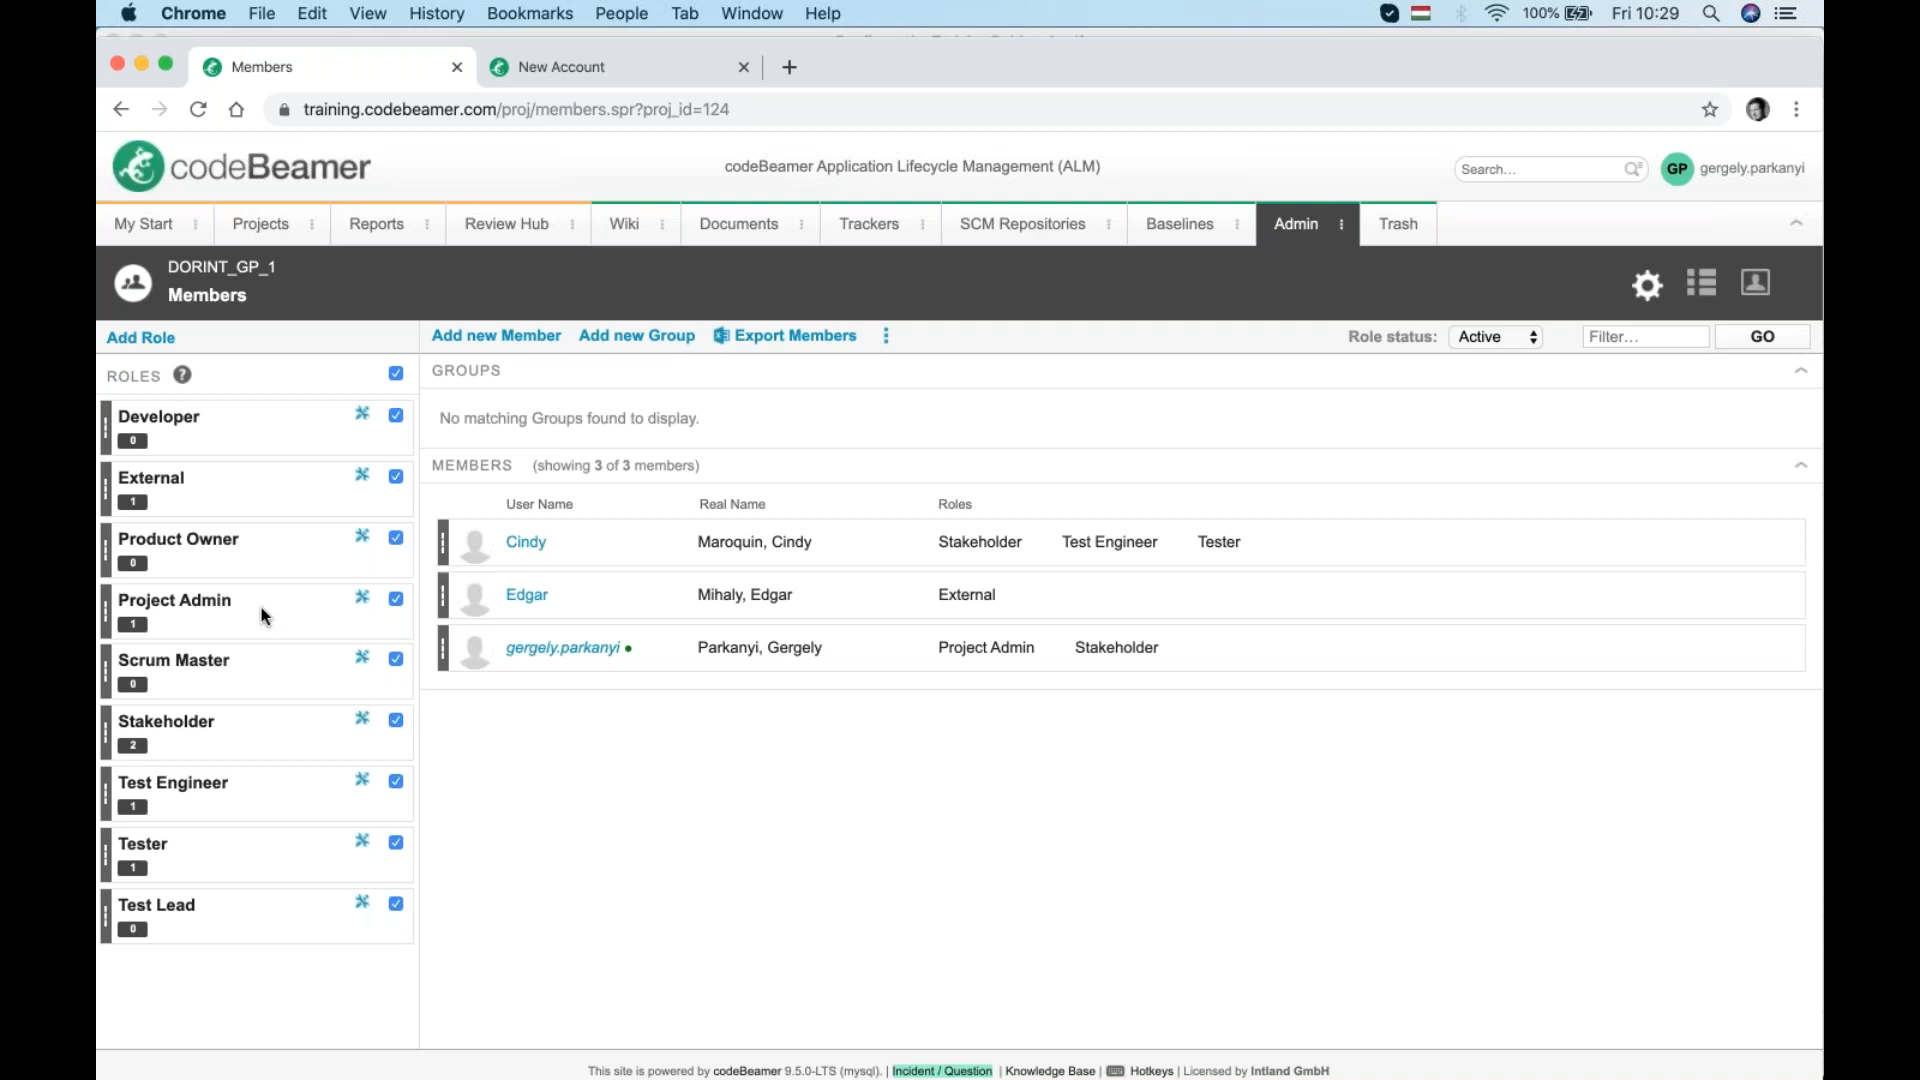 Chrome File Edit View History Bookmarks People Tab Window Help 100% Fri 10:29
Members New Account
training.codebeamer.com/proj/members.spr?proj_id=124
codeBeamer codeBeamer Application Lifecycle Management (ALM) Search... GP gergely.parkanyi
My Start Projects Reports Review Hub Wiki Documents Trackers SCM Repositories Baselines Admin Trash
DORINT_GP_1
Members
Add Role Add new Member Add new Group Export Members Role status: Active Filter... GO
ROLES ? GROUPS
Developer
0
No matching Groups found to display.
External
1
MEMBERS (showing 3 of 3 members)
Product Owner
0
User Name Real Name Roles
Cindy Maroquin, Cindy Stakeholder Test Engineer Tester
Project Admin
1
Edgar Mihaly, Edgar External
Scrum Master
0
gergely.parkanyi Parkanyi, Gergely Project Admin Stakeholder
Stakeholder
2
Test Engineer
1
Tester
1
Test Lead
0
This site is powered by codeBeamer 9.5.0-LTS (mysql). | Incident / Question | Knowledge Base | Hotkeys | Licensed by Intland GmbH